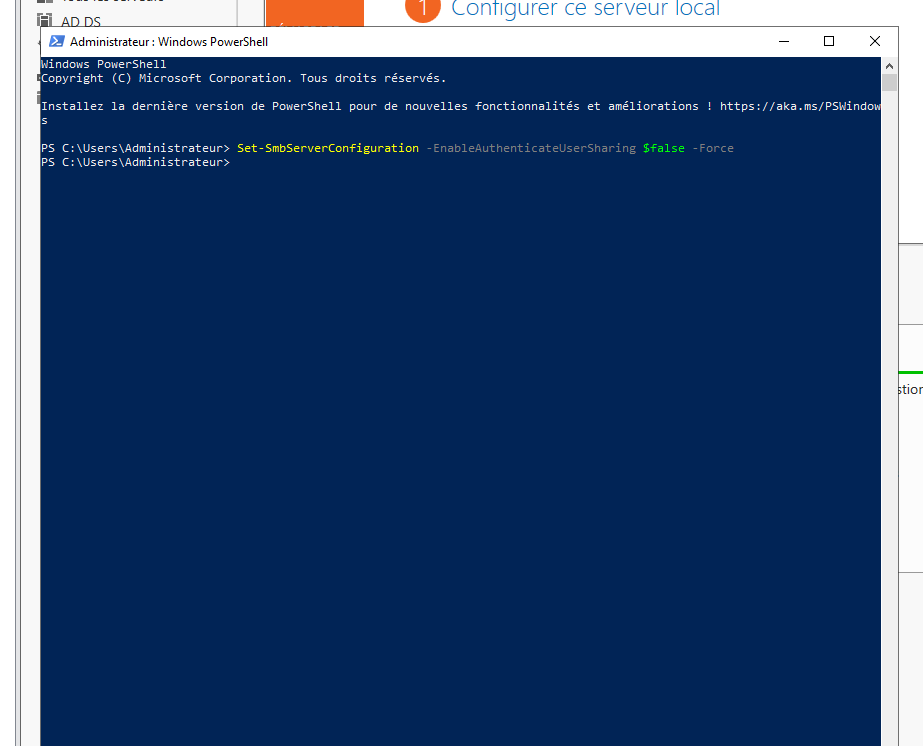 1 Configurer ce serveur local
AD DS
Administrateur : Windows PowerShell
Windows PowerShell
Copyright (C) Microsoft Corporation. Tous droits réservés.
Installez la dernière version de PowerShell pour de nouvelles fonctionnalités et améliorations ! https://aka.ms/PSWindow
s
PS C:\Users\Administrateur> Set-SmbServerConfiguration -EnableAuthenticateUserSharing $false -Force
PS C:\Users\Administrateur>
stion